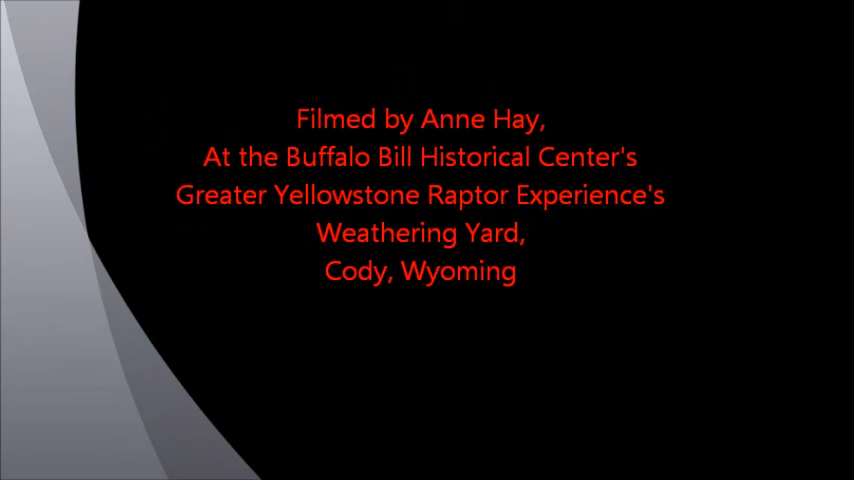 Filmed by Anne Hay,
At the Buffalo Bill Historical Center's
Greater Yellowstone Raptor Experience's
Weathering Yard,
Cody, Wyoming